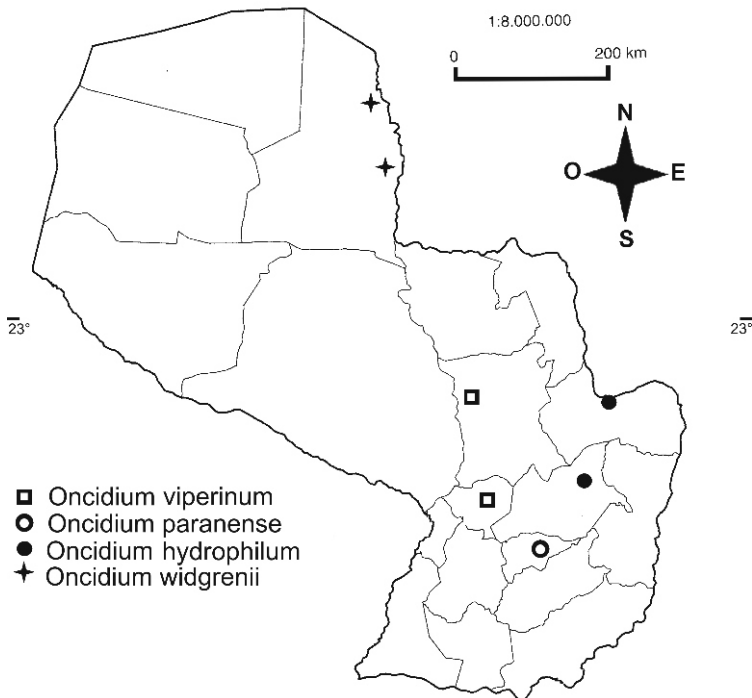 1:8.000.000
0 200 km
N
O E
S
23° 23°
Oncidium viperinum
Oncidium paranense
Oncidium hydrophilum
Oncidium widgrenii